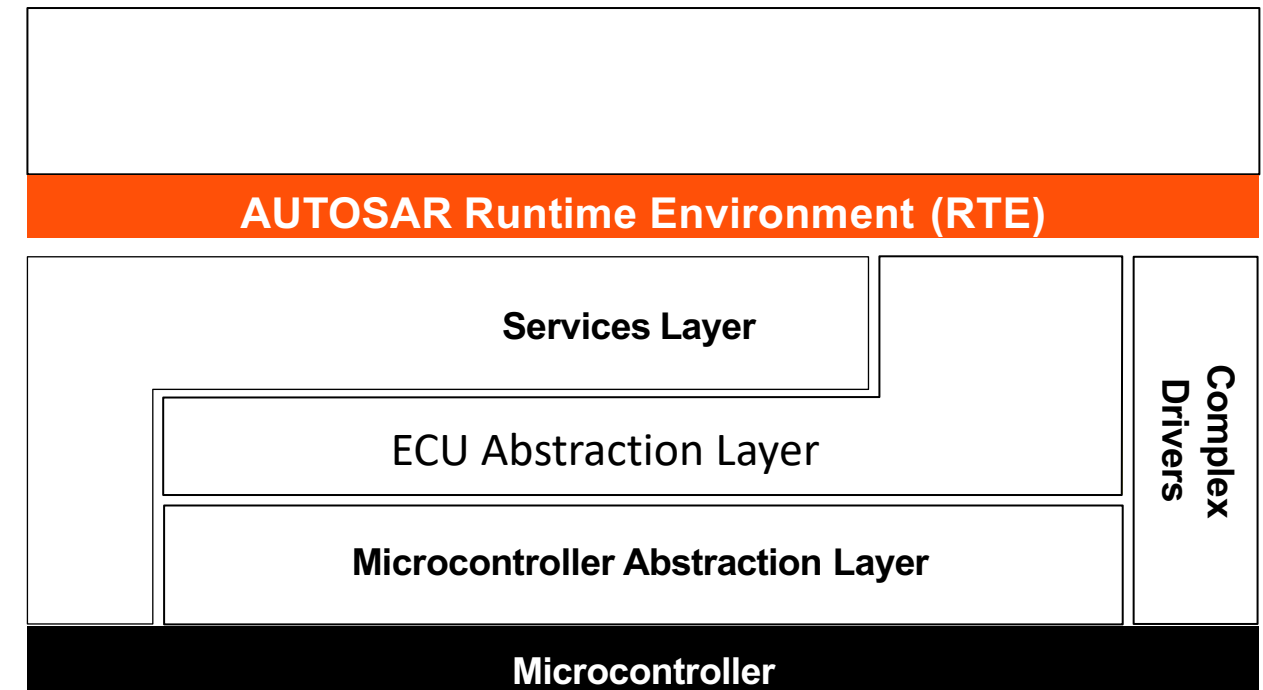 AUTOSAR Runtime Environment (RTE)
Services Layer
ECU Abstraction Layer
Complex
Drivers
Microcontroller Abstraction Layer
Microcontroller